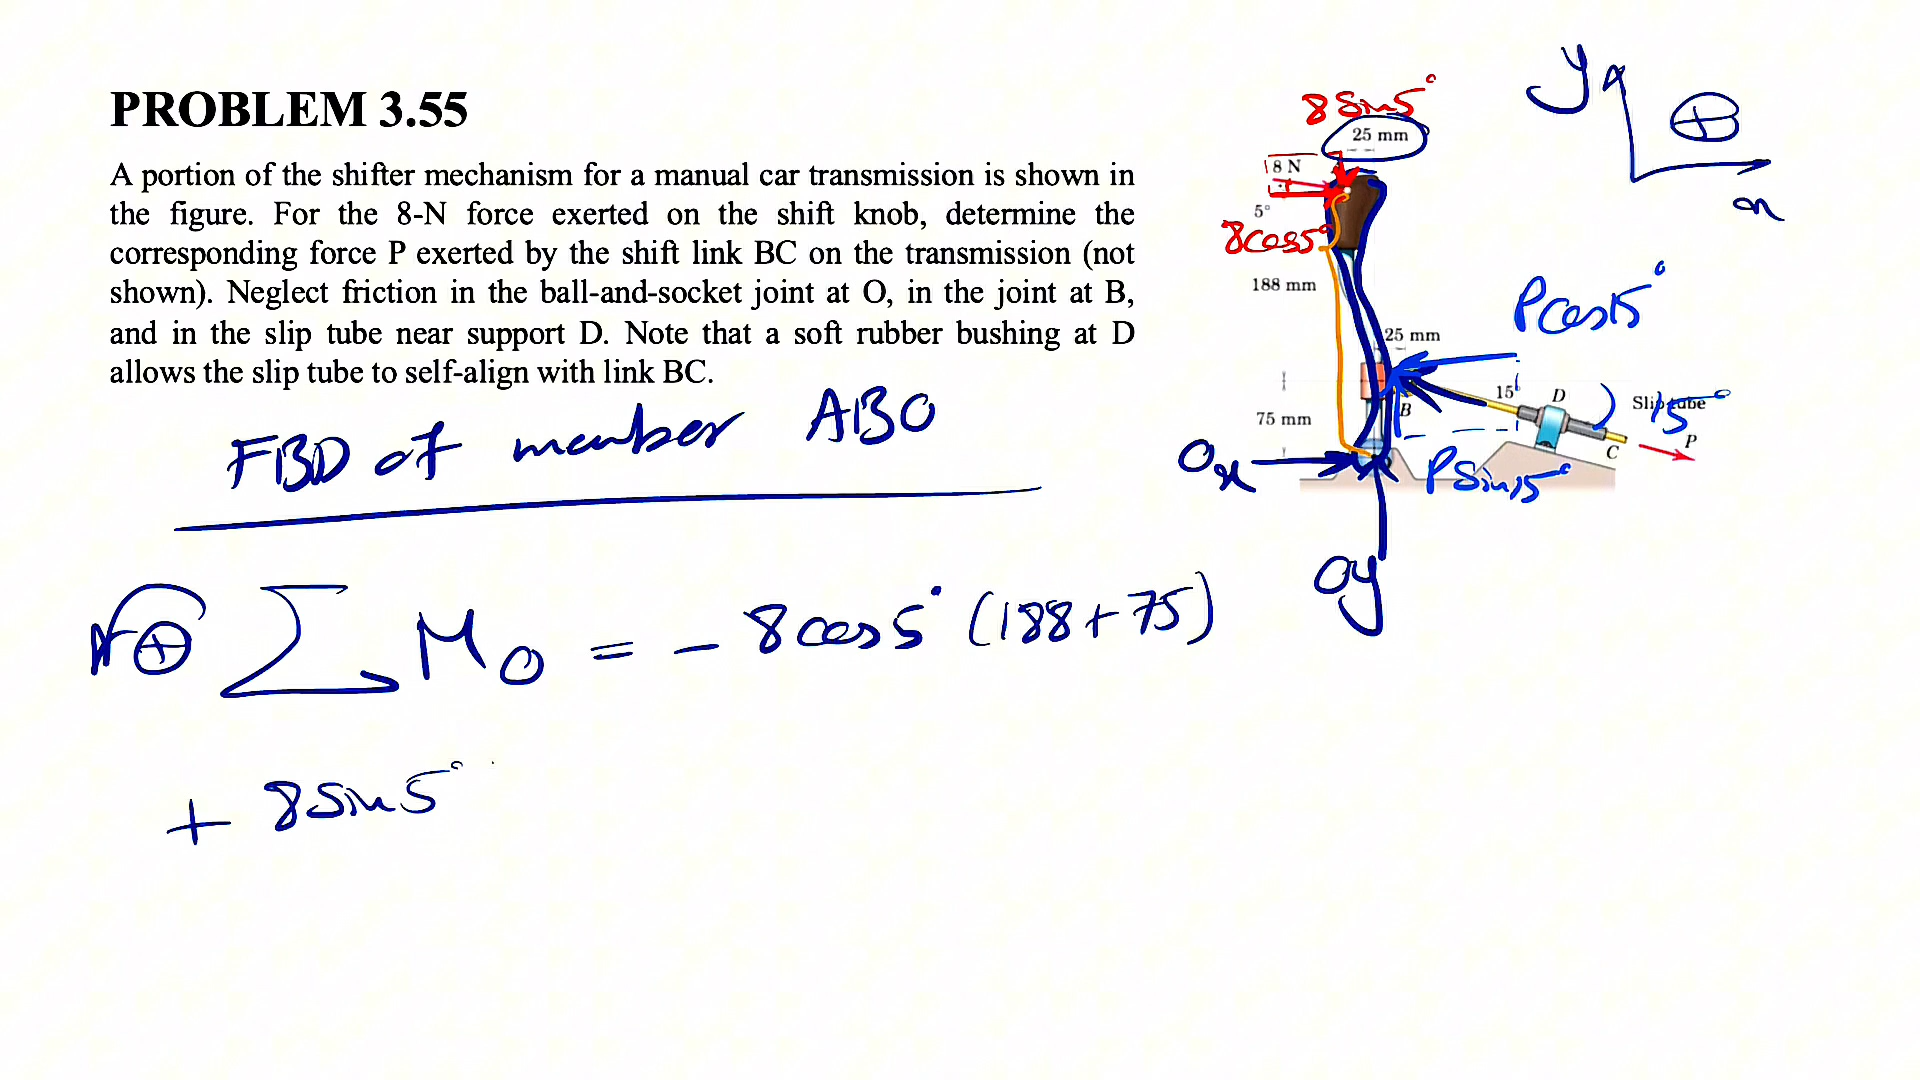 PROBLEM 3.55
A portion of the shifter mechanism for a manual car transmission is shown in
the figure. For the 8-N force exerted on the shift knob, determine the
corresponding force P exerted by the shift link BC on the transmission (not
shown). Neglect friction in the ball-and-socket joint at O, in the joint at B,
and in the slip tube near support D. Note that a soft rubber bushing at D
allows the slip tube to self-align with link BC.
FBD of member ABO
⊕ ∑ M_O = - 8cos5° (188+75)
+ 8sin5°
8 Sin5°
25 mm
8 N
5°
8cos5°
188 mm
25 mm
75 mm
B
15°
D
Slip tube
15°
P
C
Pcos15°
PSin15°
Ox
Oy
y
⊕
x